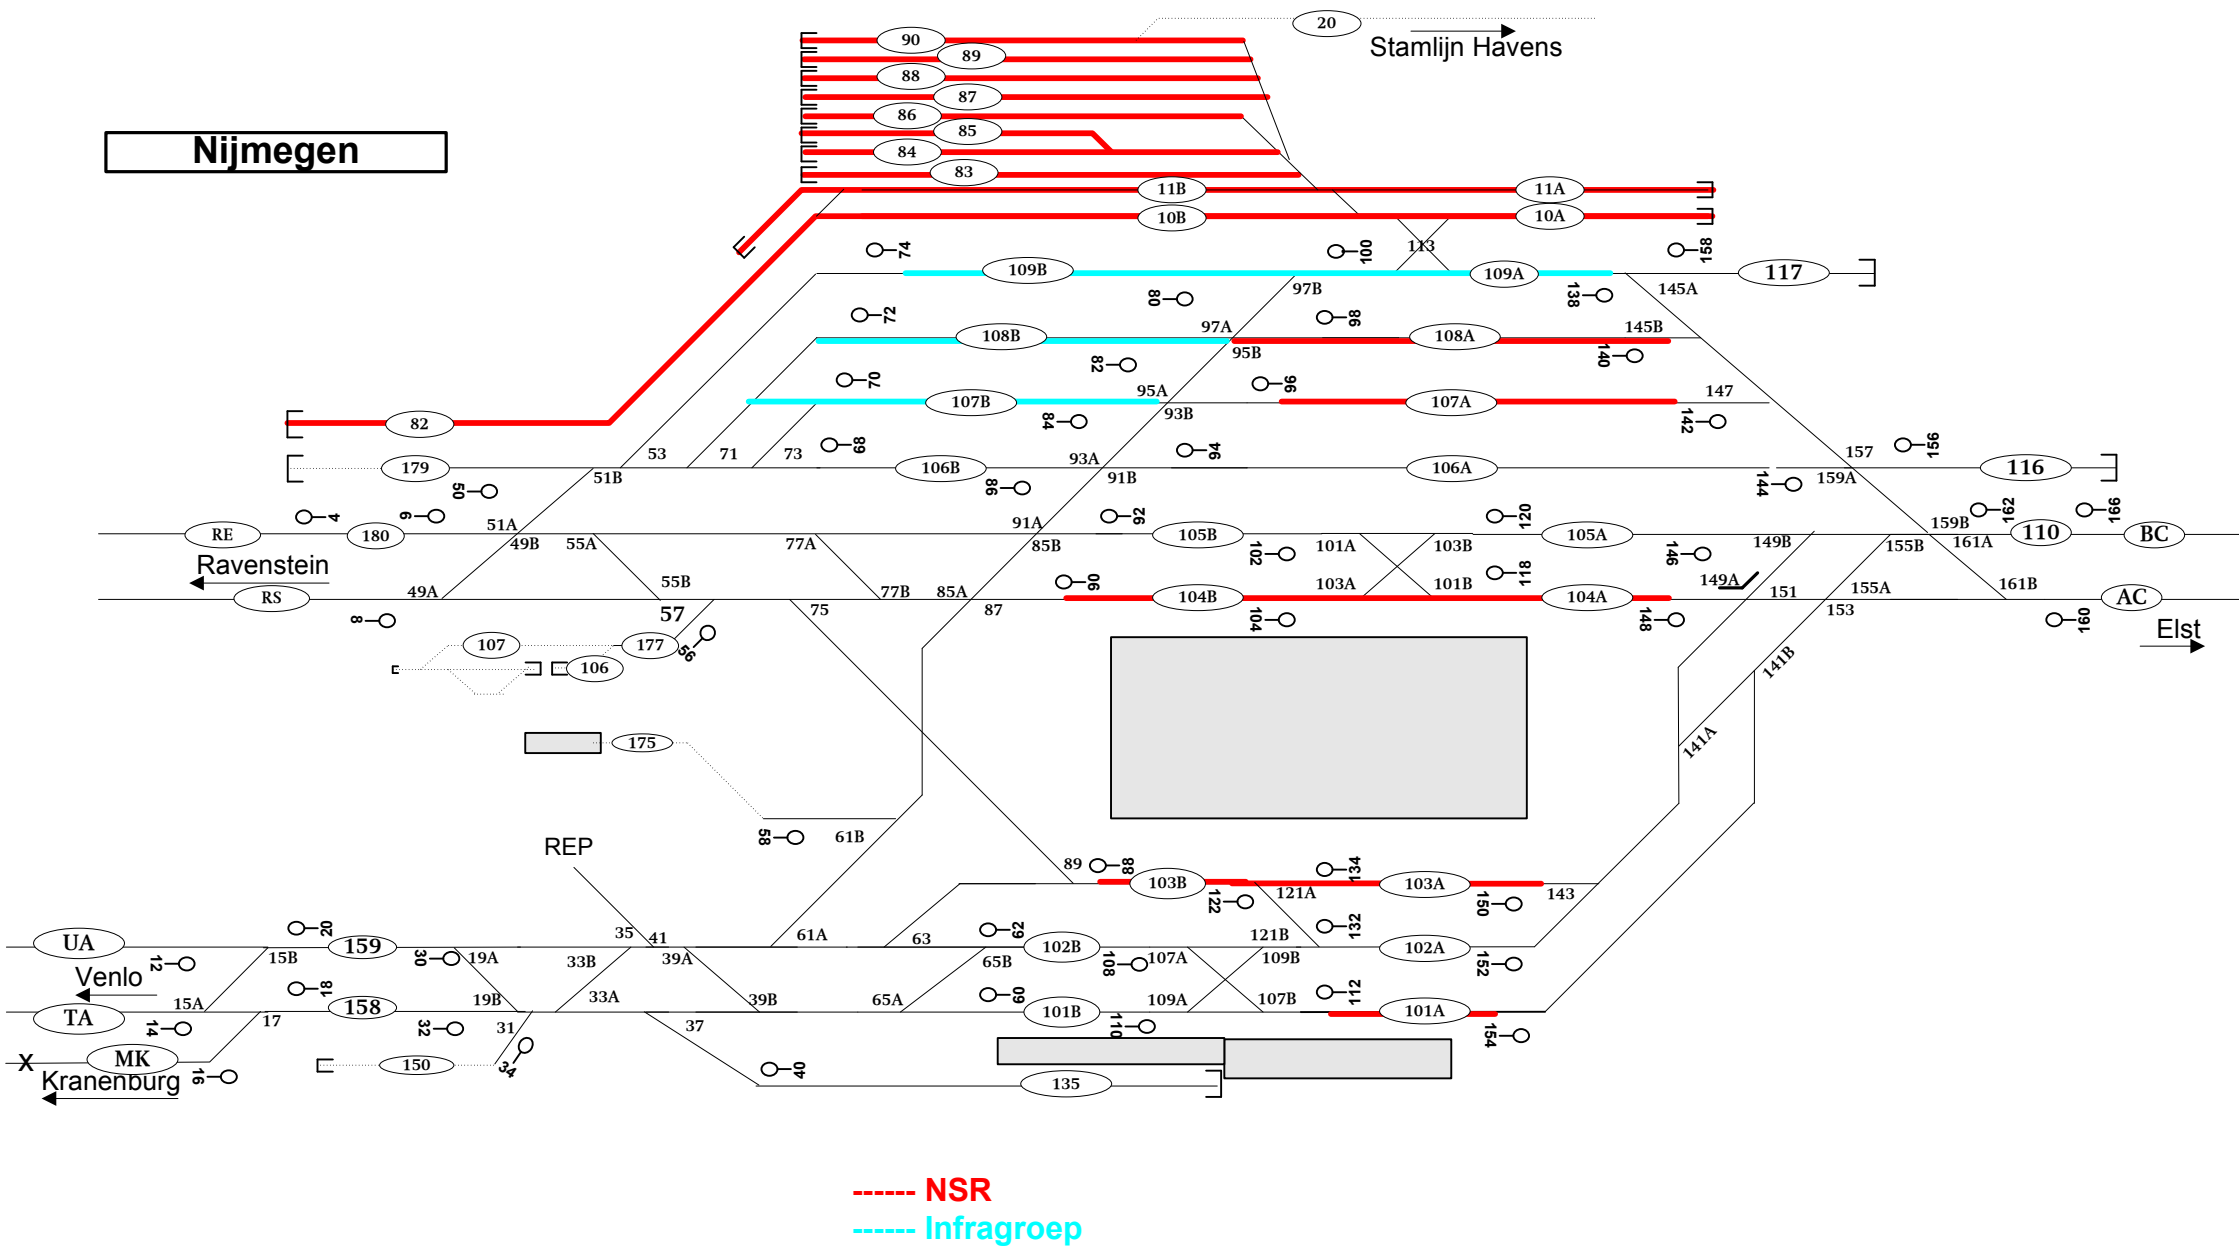 20
Stamlijn Havens
90
89
88
87
86
85
84
83
Nijmegen
11B
11A
10B
10A
74
100
113
158
109B
109A
117
80
97B
138
145A
72
97A
98
145B
108B
108A
95B
140
82
70
95A
96
147
107B
107A
84
93B
142
82
53
71
73
68
93A
94
157
156
179
106B
106A
116
50
51B
86
91B
144
159A
4
6
51A
91A
92
120
159B
162
166
RE
180
105B
105A
110
BC
49B
55A
77A
85B
102
101A
103B
146
149B
155B
161A
Ravenstein
55B
90
118
49A
77B
85A
103A
101B
149A
151
155A
161B
RS
104B
104A
AC
8
57
75
87
104
148
153
160
Elst
107
177
56
106
141B
175
141A
58
61B
REP
89
88
134
103B
103A
121A
143
122
150
20
35
41
61A
63
62
121B
132
UA
159
102B
102A
12
15B
30
19A
33B
39A
65B
108
107A
109B
152
Venlo
18
15A
19B
33A
39B
65A
60
109A
107B
112
TA
158
101B
101A
14
17
32
31
37
110
154
MK
X
150
34
40
16
Kranenburg
135
------ NSR
------ Infragroep